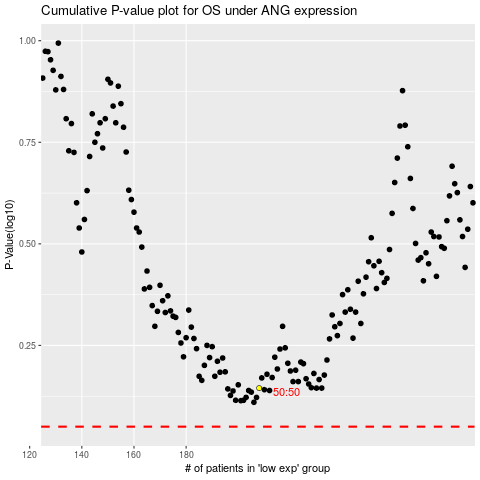 Cumulative P-value plot for OS under ANG expression
P-Value(log10)
1.00
0.75
0.50
0.25
50:50
120 140 160 180
# of patients in 'low exp' group